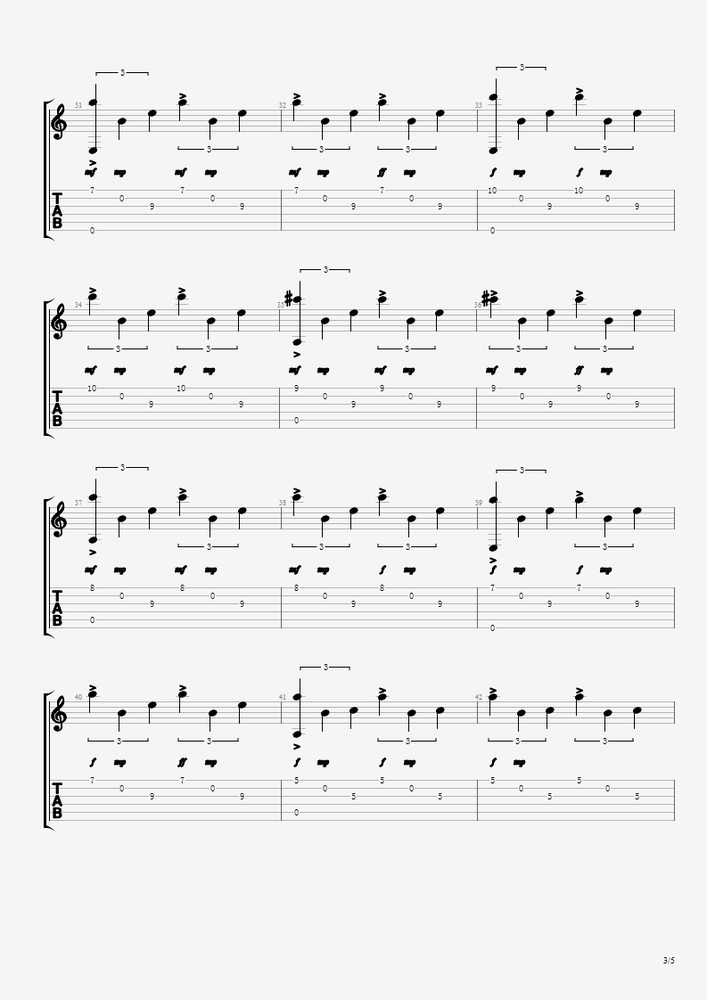 3 3
31 32 33
3 3 3 3
mf mp mf mp mf mp ff mp f mp f mp
7 7 7 7 10 10
T 0 0 0 0 0 0
A 9 9 9 9 9 9
B
0 0
3
34 35 36
3 3 3 3 3
mf mp mf mp f mp f mp f mp ff mp
10 10 9 9 9 9
T 0 0 0 0 0 0
A 9 9 9 9 9 9
B 0
3 3
37 38 39
3 3 3 3
mf mp mf mp mf mp f mp f mp f mp
8 8 8 8 7 7
T 0 0 0 0 0 0
A 9 9 9 9 9 9
B 0
0
3
40 41 42
3 3 3 3 3
f mp ff mp f mp f mp f mp f mp
7 7 5 5 5 5
T 0 0 0 0 0 0
A 9 9 5 5 5 5
B 0
3/5